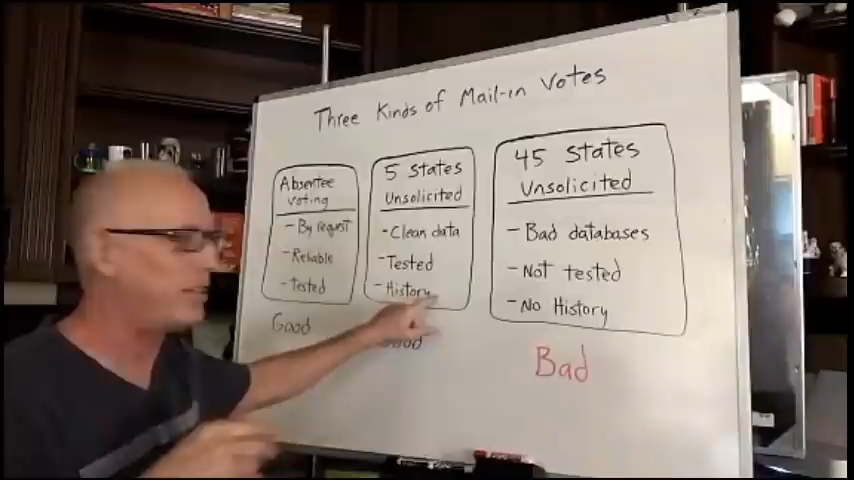 Three Kinds of Mail-in Votes
Absentee
voting
- By request
- Reliable
- Tested
Good
5 States
Unsolicited
- Clean data
- Tested
- History
Good
45 States
Unsolicited
- Bad databases
- Not tested
- No History
Bad